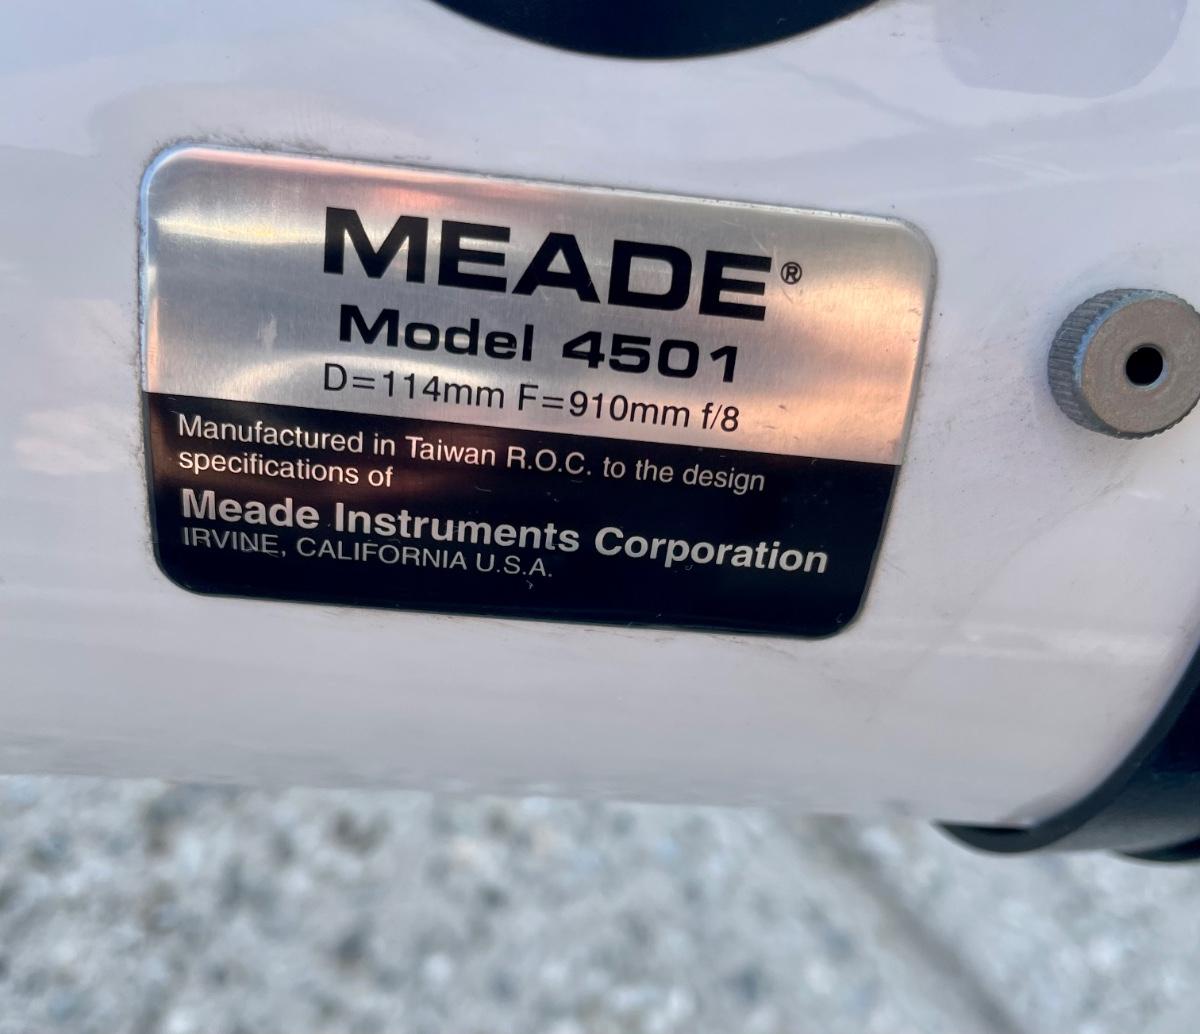 MEADE®
Model 4501
D=114mm F=910mm f/8
Manufactured in Taiwan R.O.C. to the design
specifications of
Meade Instruments Corporation
IRVINE, CALIFORNIA U.S.A.